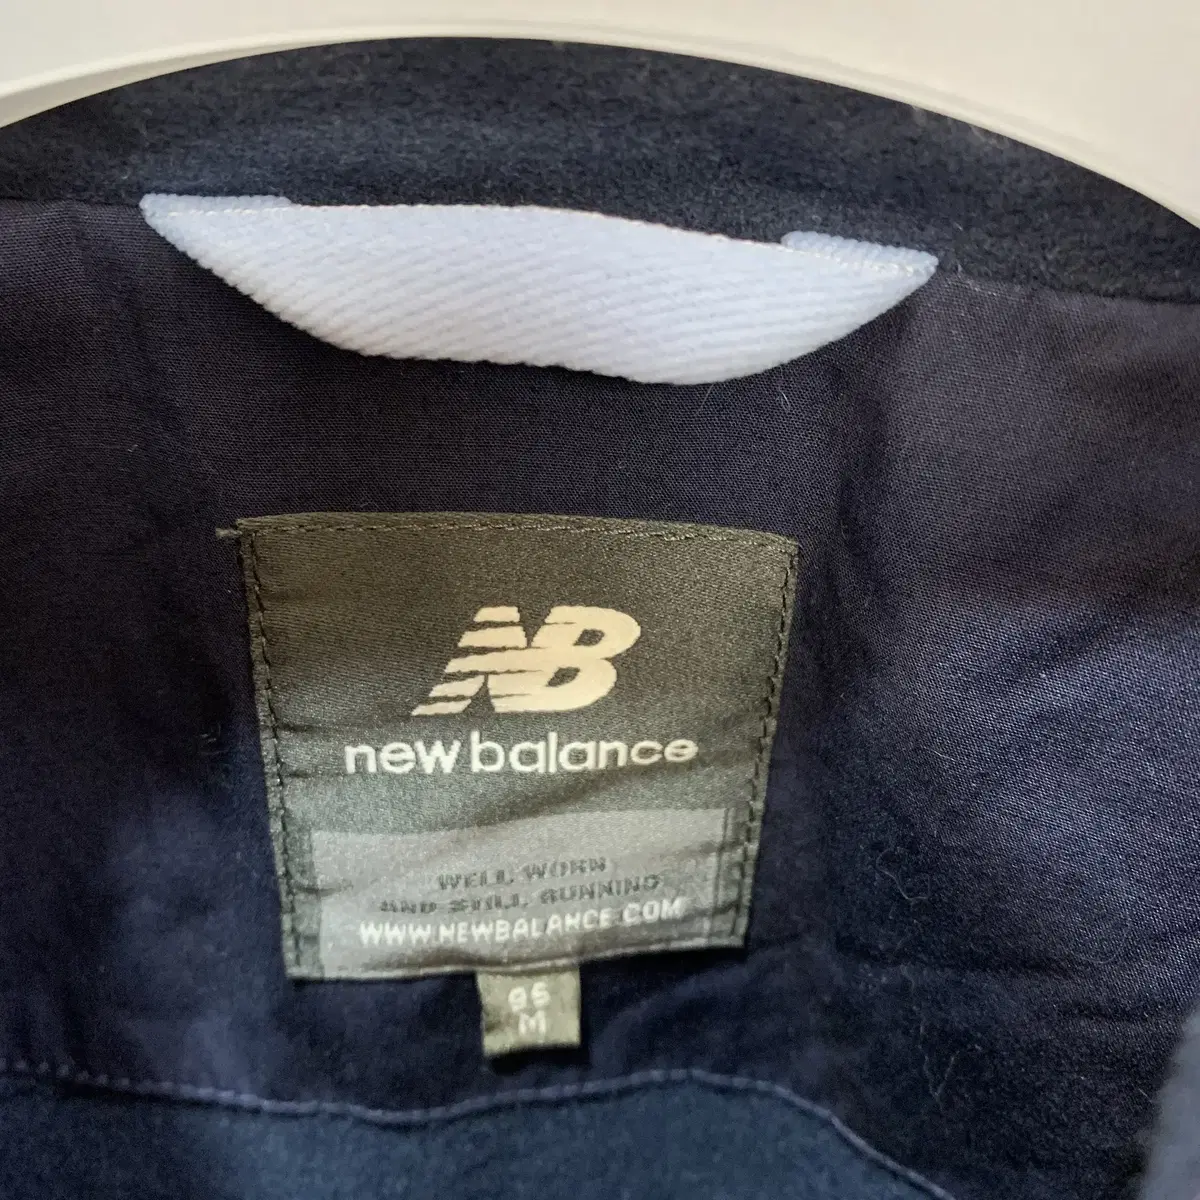 NB
new balance
WELL WORN
AND STILL RUNNING
WWW.NEWBALANCE.COM
95
M